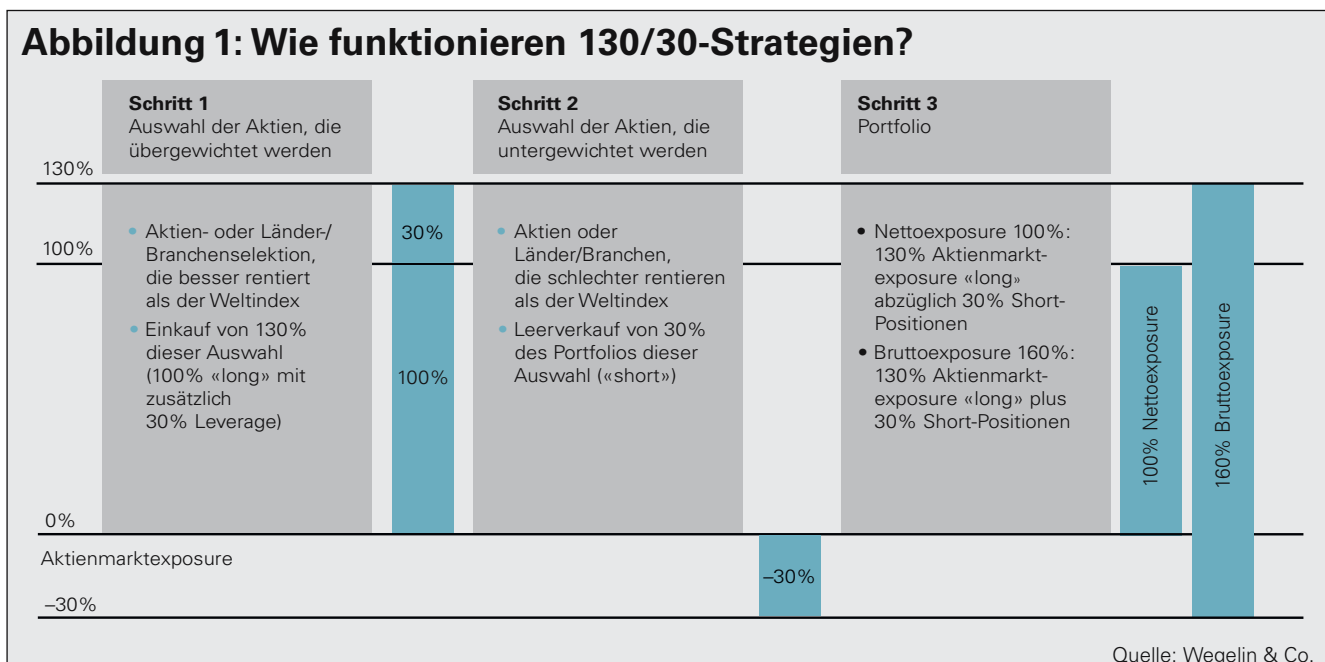 Abbildung 1: Wie funktionieren 130/30-Strategien?
Schritt 1
Auswahl der Aktien, die
übergewichtet werden
Schritt 2
Auswahl der Aktien, die
untergewichtet werden
Schritt 3
Portfolio
130%
100%
0%
Aktienmarktexposure
–30%
• Aktien- oder Länder-/
Branchenselektion,
die besser rentiert
als der Weltindex
• Einkauf von 130%
dieser Auswahl
(100% «long» mit
zusätzlich
30% Leverage)
30%
100%
• Aktien oder
Länder/Branchen,
die schlechter rentieren
als der Weltindex
• Leerverkauf von 30%
des Portfolios dieser
Auswahl («short»)
–30%
• Nettoexposure 100%:
130% Aktienmarkt-
exposure «long»
abzüglich 30% Short-
Positionen
• Bruttoexposure 160%:
130% Aktienmarkt-
exposure «long» plus
30% Short-Positionen
100% Nettoexposure
160% Bruttoexposure
Quelle: Wegelin & Co.